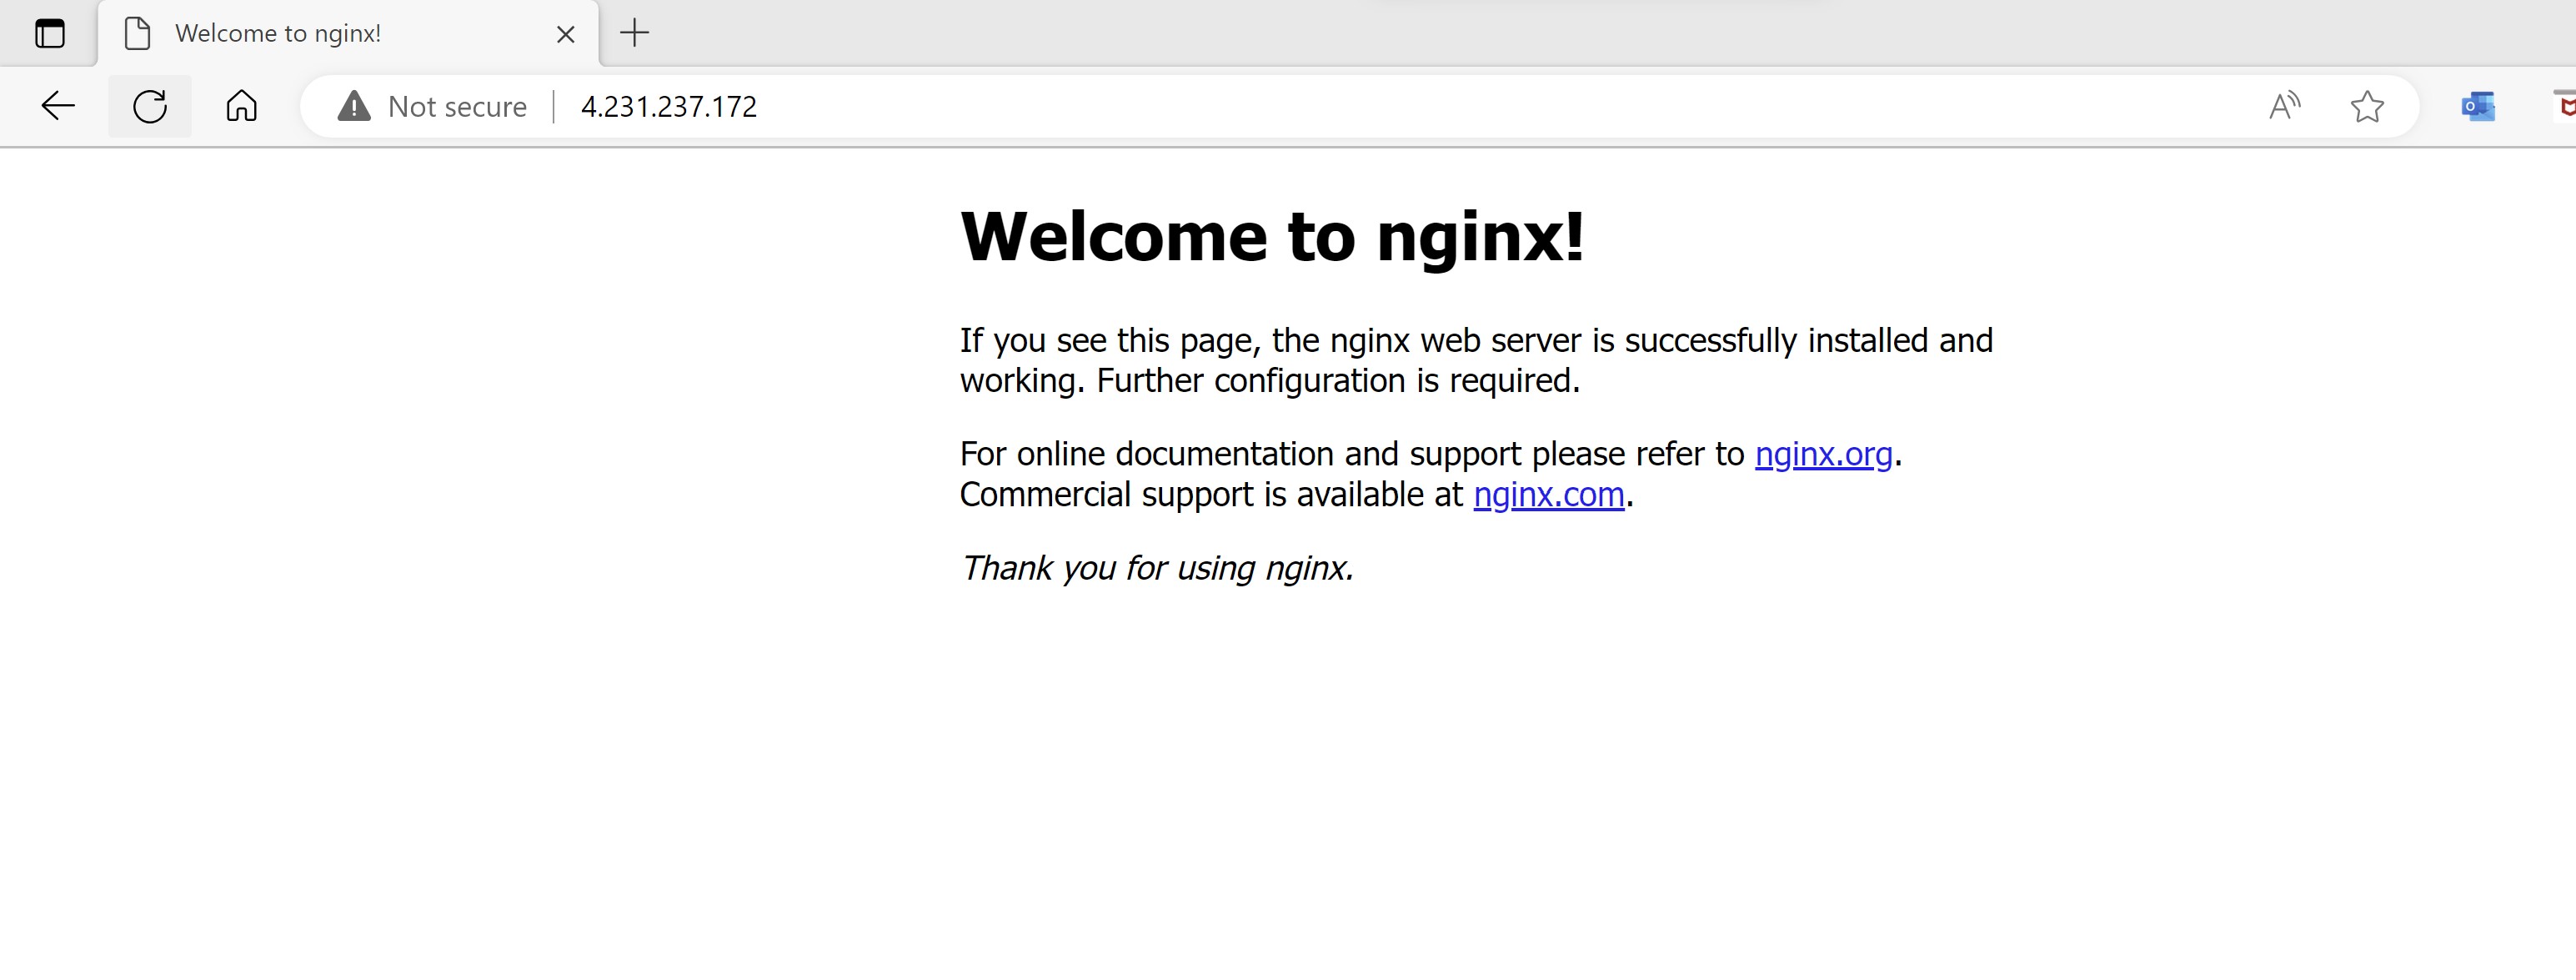 Welcome to nginx!
Not secure 4.231.237.172
Welcome to nginx!
If you see this page, the nginx web server is successfully installed and
working. Further configuration is required.
For online documentation and support please refer to nginx.org.
Commercial support is available at nginx.com.
Thank you for using nginx.